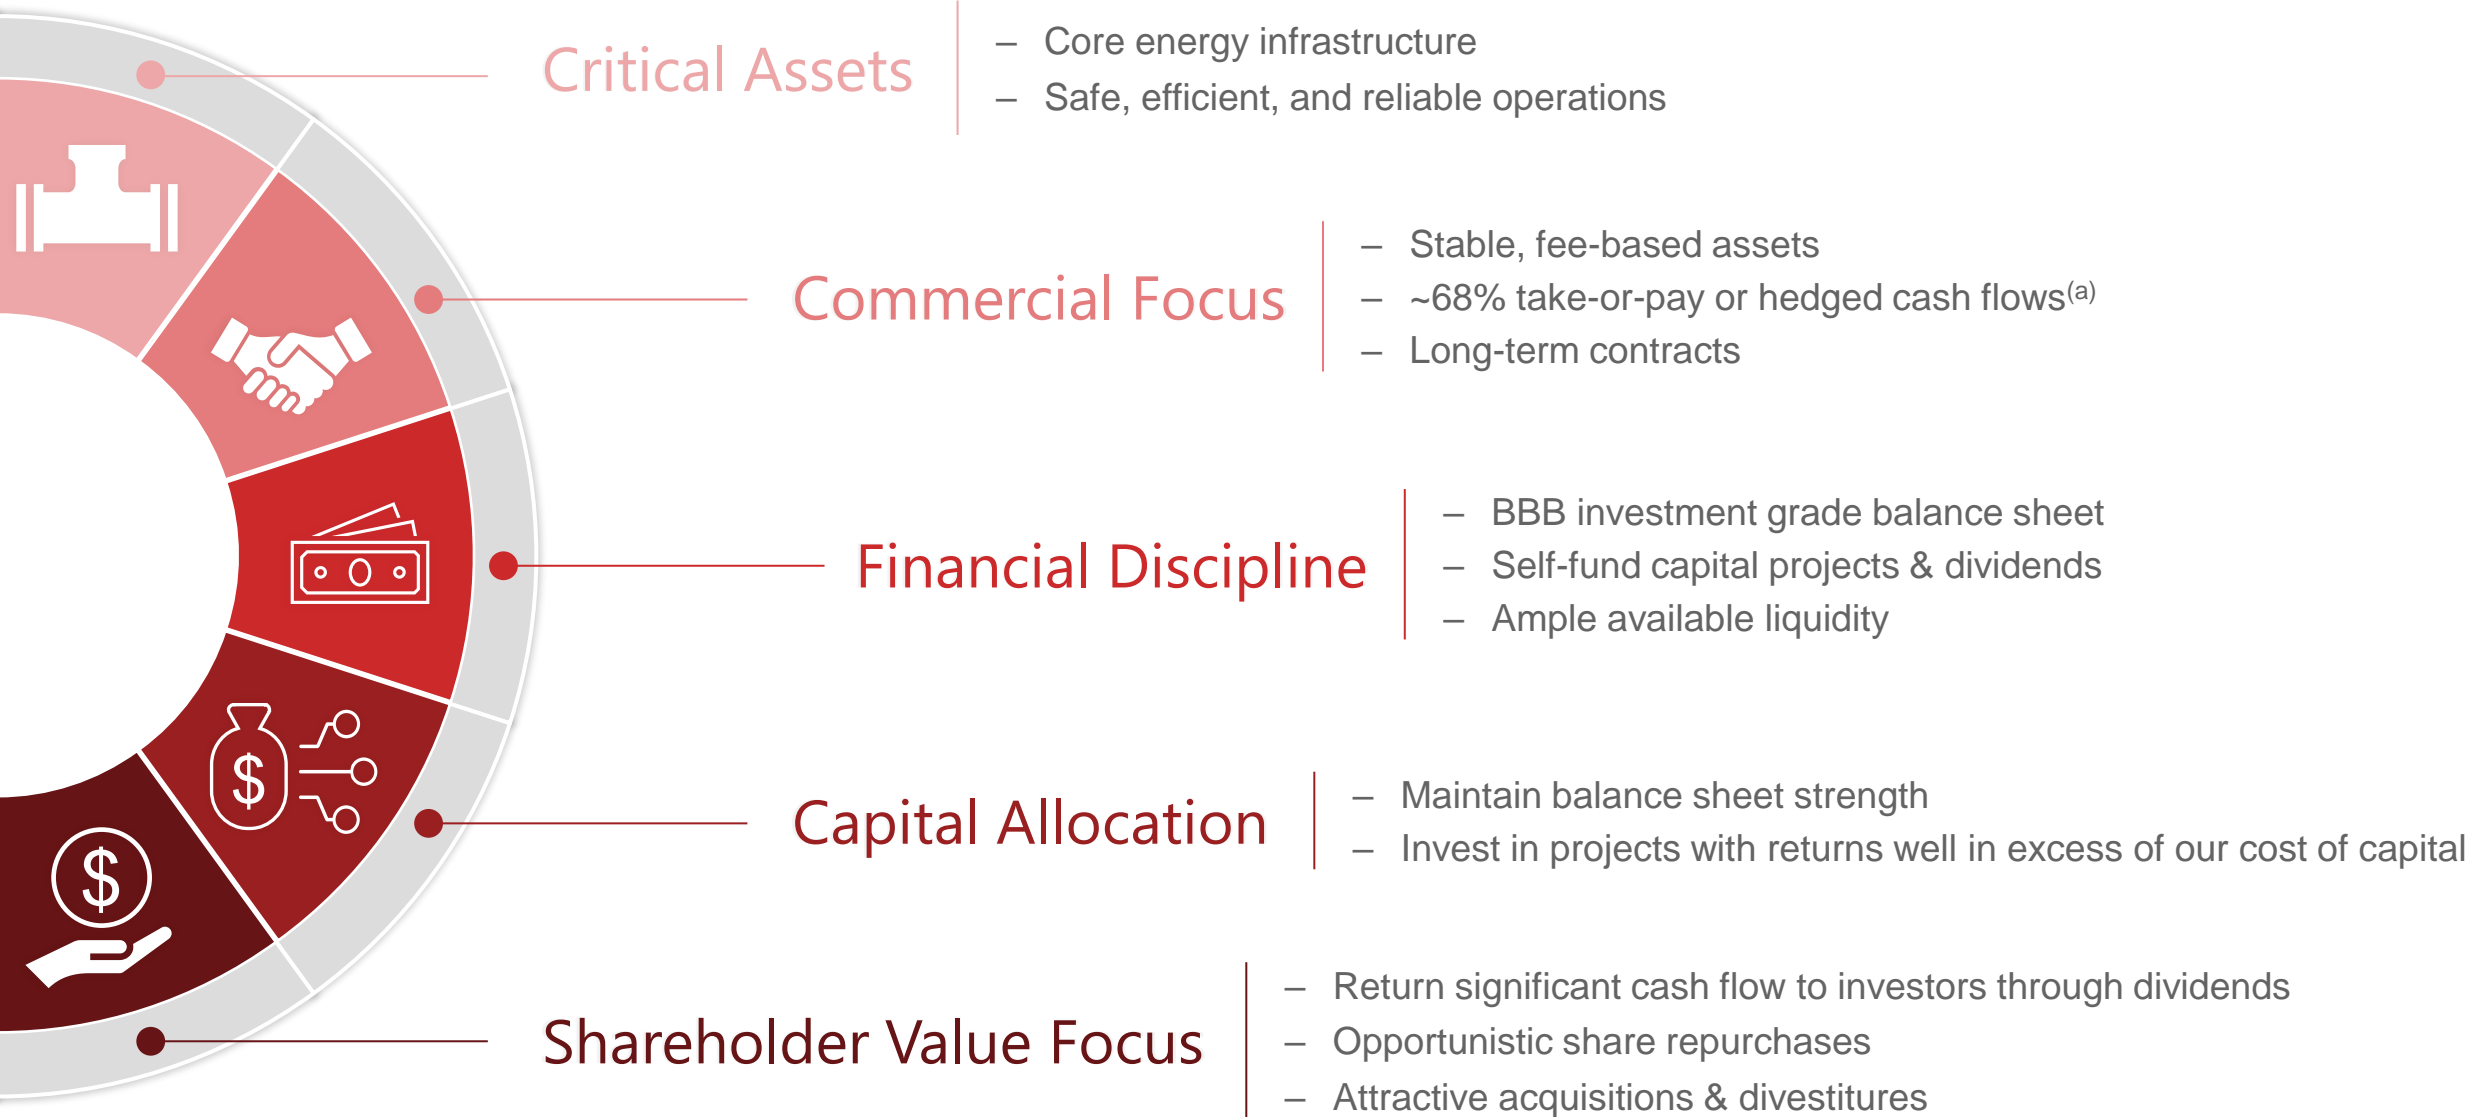 Critical Assets
– Core energy infrastructure
– Safe, efficient, and reliable operations
Commercial Focus
– Stable, fee-based assets
– ~68% take-or-pay or hedged cash flows(a)
– Long-term contracts
Financial Discipline
– BBB investment grade balance sheet
– Self-fund capital projects & dividends
– Ample available liquidity
$
Capital Allocation
– Maintain balance sheet strength
– Invest in projects with returns well in excess of our cost of capital
$
Shareholder Value Focus
– Return significant cash flow to investors through dividends
– Opportunistic share repurchases
– Attractive acquisitions & divestitures